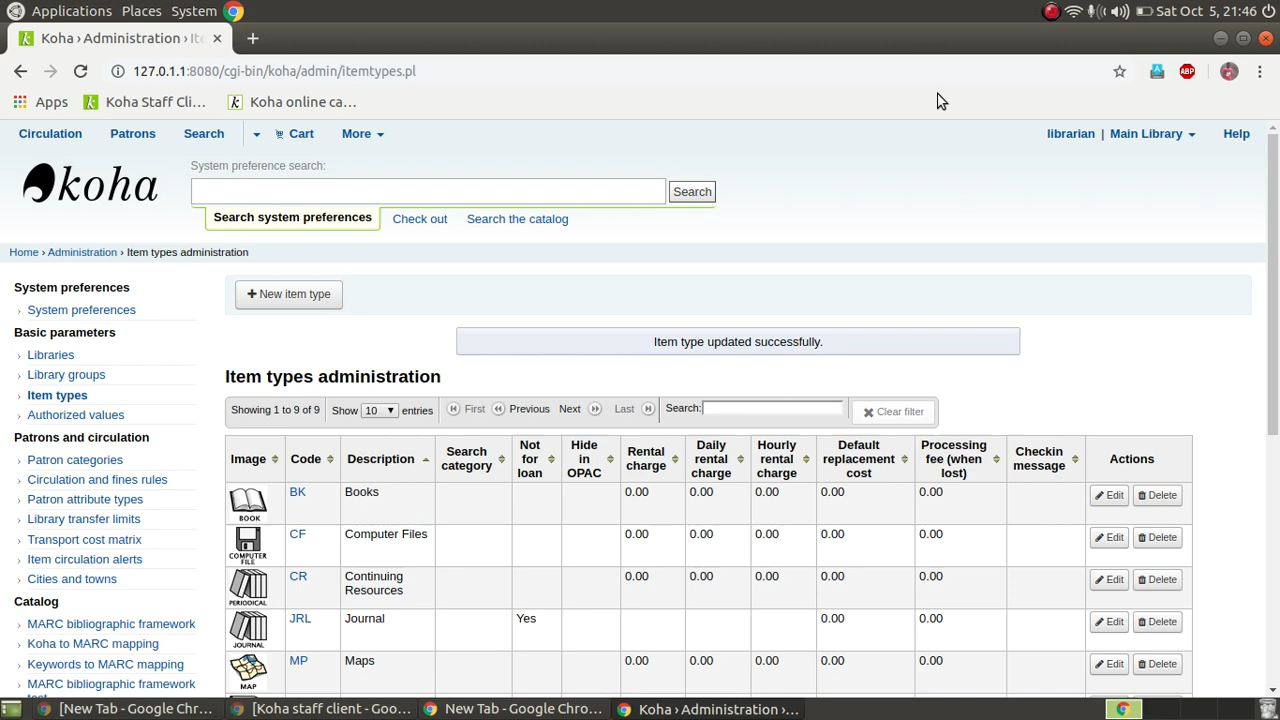 Applications Places System Sat Oct 5, 21:46
Koha › Administration › Ite
127.0.1.1:8080/cgi-bin/koha/admin/itemtypes.pl ABP
Apps Koha Staff Cli... Koha online ca...
Circulation Patrons Search Cart More librarian | Main Library Help
System preference search:
koha
Search
Search system preferences Check out Search the catalog
Home › Administration › Item types administration
System preferences
› System preferences
Basic parameters
› Libraries
› Library groups
› Item types
› Authorized values
Patrons and circulation
› Patron categories
› Circulation and fines rules
› Patron attribute types
› Library transfer limits
› Transport cost matrix
› Item circulation alerts
› Cities and towns
Catalog
› MARC bibliographic framework
› Koha to MARC mapping
› Keywords to MARC mapping
› MARC bibliographic framework
test
+ New item type
Item type updated successfully.
Item types administration
Showing 1 to 9 of 9 Show 10 entries First Previous Next Last Search: Clear filter
Image Code Description Search category Not for loan Hide in OPAC Rental charge Daily rental charge Hourly rental charge Default replacement cost Processing fee (when lost) Checkin message Actions
BOOK BK Books 0.00 0.00 0.00 0.00 0.00 Edit Delete
COMPUTER FILE CF Computer Files 0.00 0.00 0.00 0.00 0.00 Edit Delete
PERIODICAL CR Continuing Resources 0.00 0.00 0.00 0.00 0.00 Edit Delete
JOURNAL JRL Journal Yes 0.00 0.00 Edit Delete
MAP MP Maps 0.00 0.00 0.00 0.00 0.00 Edit Delete
[New Tab - Google Chro... [Koha staff client - Goo... New Tab - Google Chro... Koha › Administration ›...